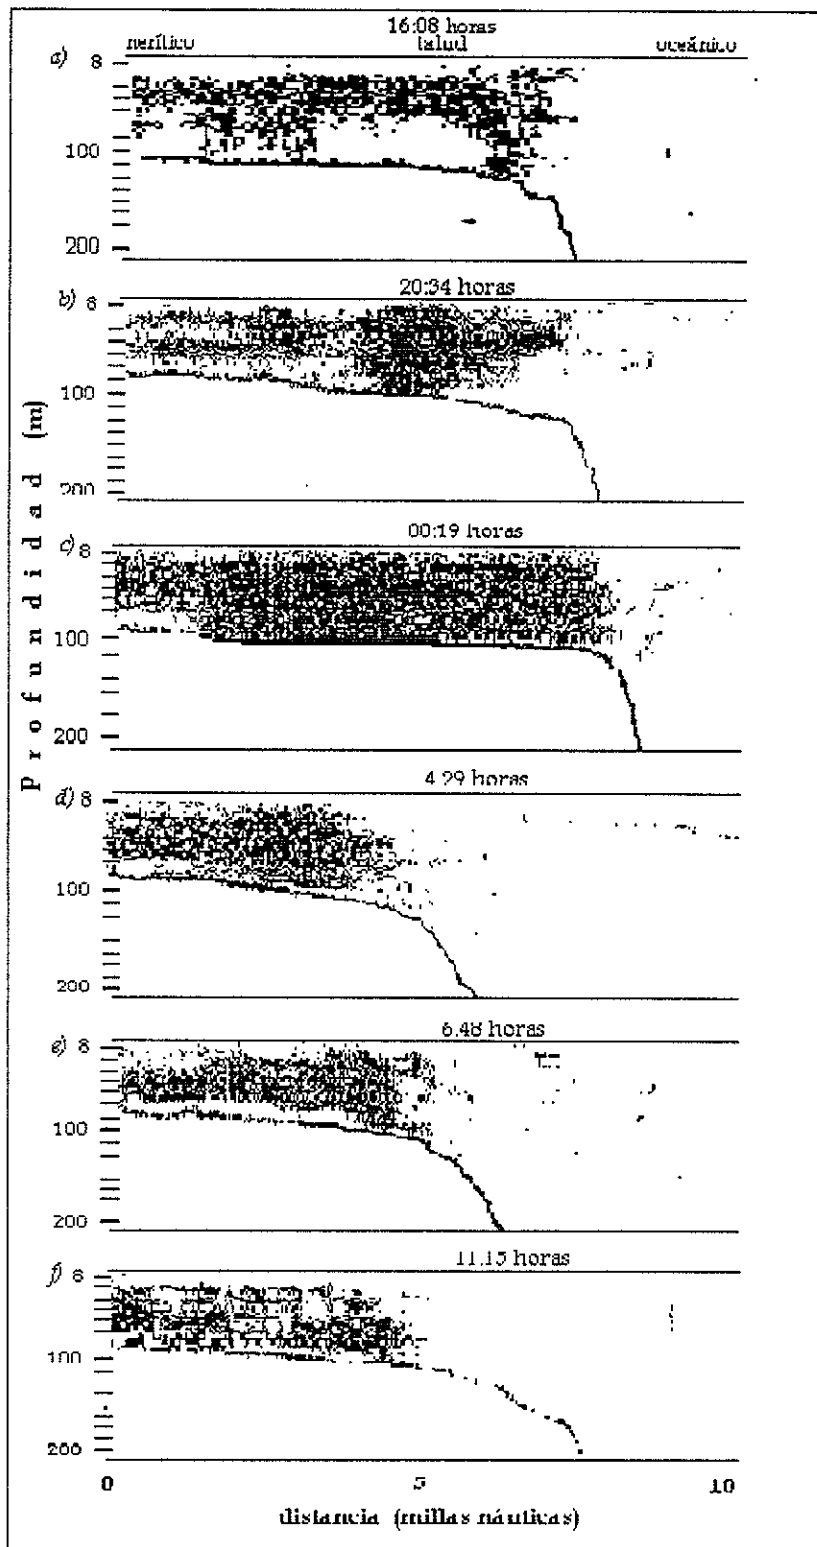 16:08 horas
nerítico talud oceánico
a) 8
100
200
20:34 horas
b) 8
100
200
00:19 horas
c) 8
100
200
4:29 horas
d) 8
100
200
6.48 horas
e) 8
100
200
11.15 horas
f) 8
100
200
0 5 10
distancia (millas náuticas)
Profundidad (m)